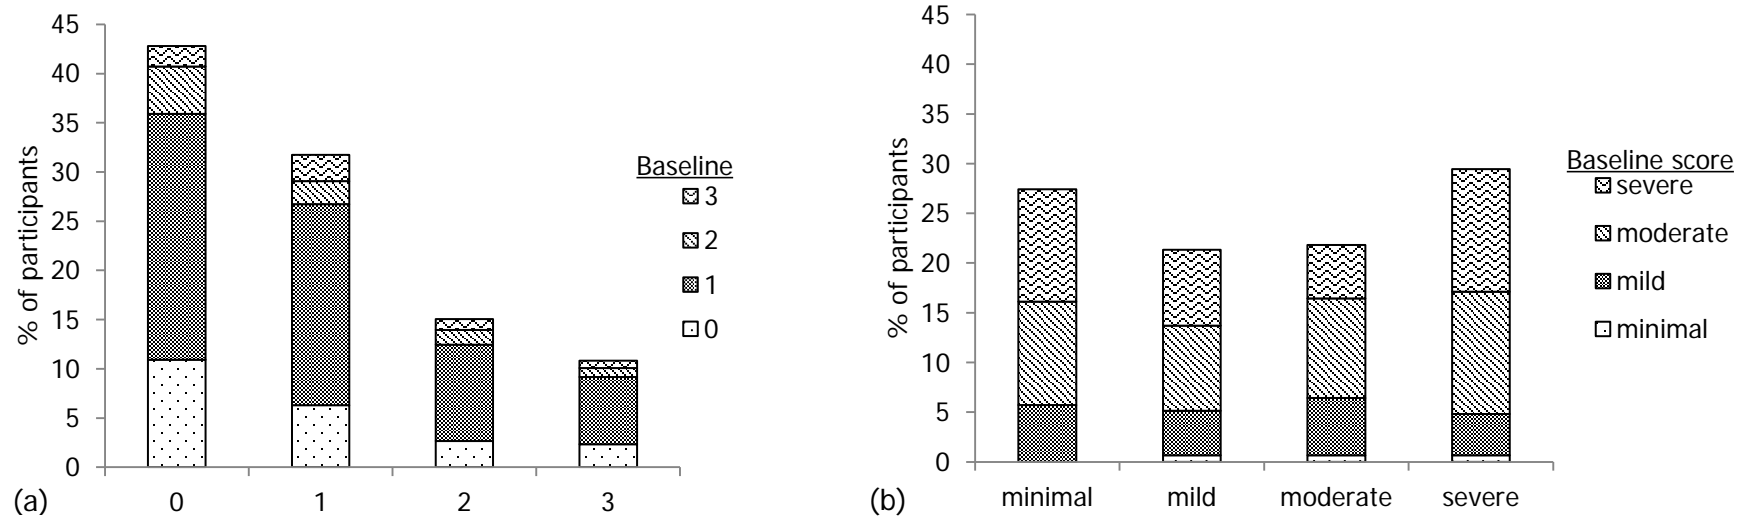 45
40
35
30
25
20
15
10
5
0
% of participants
0 1 2 3
(a)
Baseline
3
2
1
0
45
40
35
30
25
20
15
10
5
0
% of participants
minimal mild moderate severe
(b)
Baseline score
severe
moderate
mild
minimal